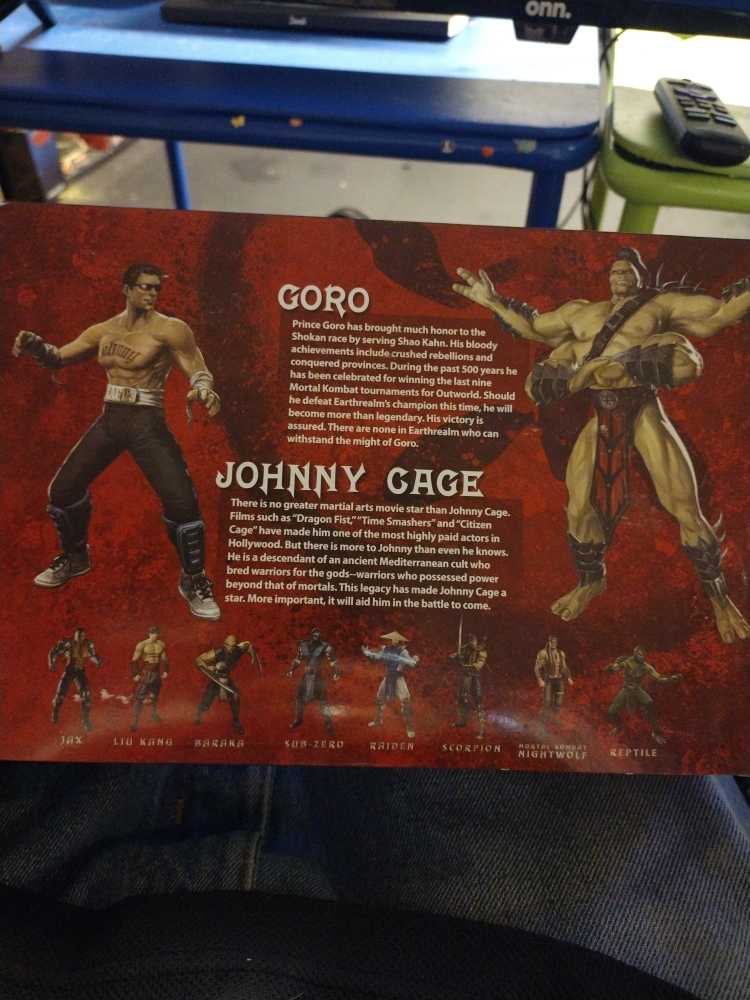 onn.
GORO
Prince Goro has brought much honor to the
Shokan race by serving Shao Kahn. His bloody
achievements include crushed rebellions and
conquered provinces. During the past 500 years he
has been celebrated for winning the last nine
Mortal Kombat tournaments for Outworld. Should
he defeat Earthrealm's champion this time, he will
become more than legendary. His victory is
assured. There are none in Earthrealm who can
withstand the might of Goro.
JOHNNY CAGE
There is no greater martial arts movie star than Johnny Cage.
Films such as "Dragon Fist," "Time Smashers" and "Citizen
Cage" have made him one of the most highly paid actors in
Hollywood. But there is more to Johnny than even he knows.
He is a descendant of an ancient Mediterranean cult who
bred warriors for the gods--warriors who possessed power
beyond that of mortals. This legacy has made Johnny Cage a
star. More important, it will aid him in the battle to come.
JAX
LIU KANG
BARAKA
SUB-ZERO
RAIDEN
SCORPION
MORTAL KOMBAT
NIGHTWOLF
REPTILE